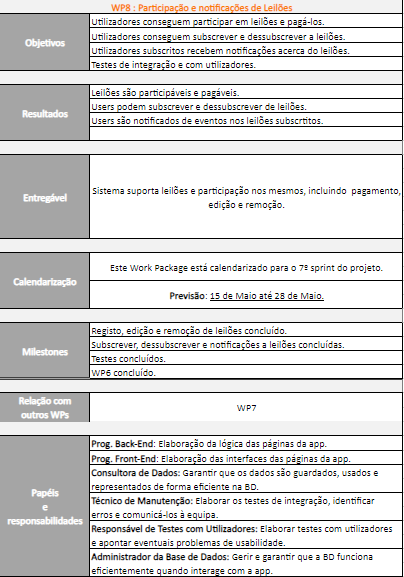 WP8 : Participação e notificações de Leilões
Objetivos
Utilizadores conseguem participar em leilões e pagá-los.
Utilizadores conseguem subscrever e dessubscrever a leilões.
Utilizadores subscritos recebem notificações acerca do leilões.
Testes de integração e com utilizadores.
Resultados
Leilões são participáveis e pagáveis.
Users podem subscrever e dessubscrever de leilões.
Users são notificados de eventos nos leilões subscrtitos.
Entregável
Sistema suporta leilões e participação nos mesmos, incluindo pagamento,
edição e remoção.
Calendarização
Este Work Package está calendarizado para o 7º sprint do projeto.
Previsão: 15 de Maio até 28 de Maio.
Milestones
Registo, edição e remoção de leilões concluído.
Subscrever, dessubscrever e notificações a leilões concluídas.
Testes concluídos.
WP6 concluído.
Relação com
outros WPs
WP7
Papéis
e
responsabilidades
Prog. Back-End: Elaboração da lógica das páginas da app.
Prog. Front-End: Elaboração das interfaces das páginas da app.
Consultora de Dados: Garantir que os dados são guardados, usados e
representados de forma eficiente na BD.
Técnico de Manutenção: Elaborar os testes de integração, identificar
erros e comunicá-los à equipa.
Responsável de Testes com Utilizadores: Elaborar testes com utilizadores
e apontar eventuais problemas de usabilidade.
Administrador da Base de Dados: Gerir e garantir que a BD funciona
eficientemente quando interage com a app.